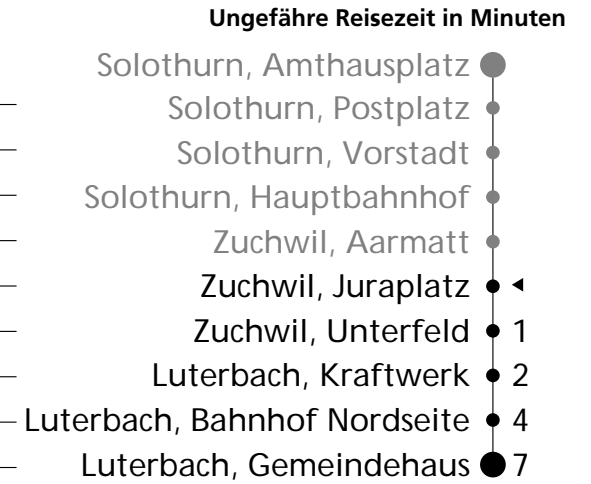 Ungefähre Reisezeit in Minuten
Solothurn, Amthausplatz
Solothurn, Postplatz
Solothurn, Vorstadt
Solothurn, Hauptbahnhof
Zuchwil, Aarmatt
Zuchwil, Juraplatz
Zuchwil, Unterfeld 1
Luterbach, Kraftwerk 2
Luterbach, Bahnhof Nordseite 4
Luterbach, Gemeindehaus 7